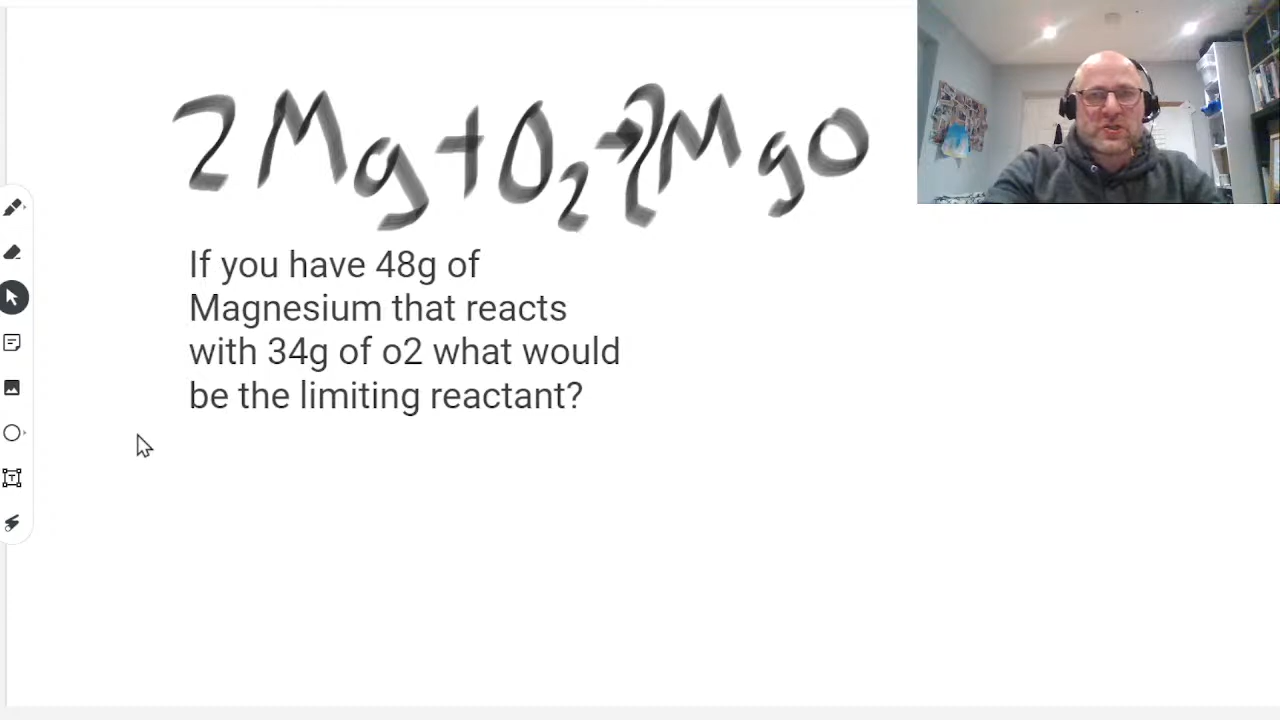 2Mg+O2→2MgO
If you have 48g of
Magnesium that reacts
with 34g of o2 what would
be the limiting reactant?